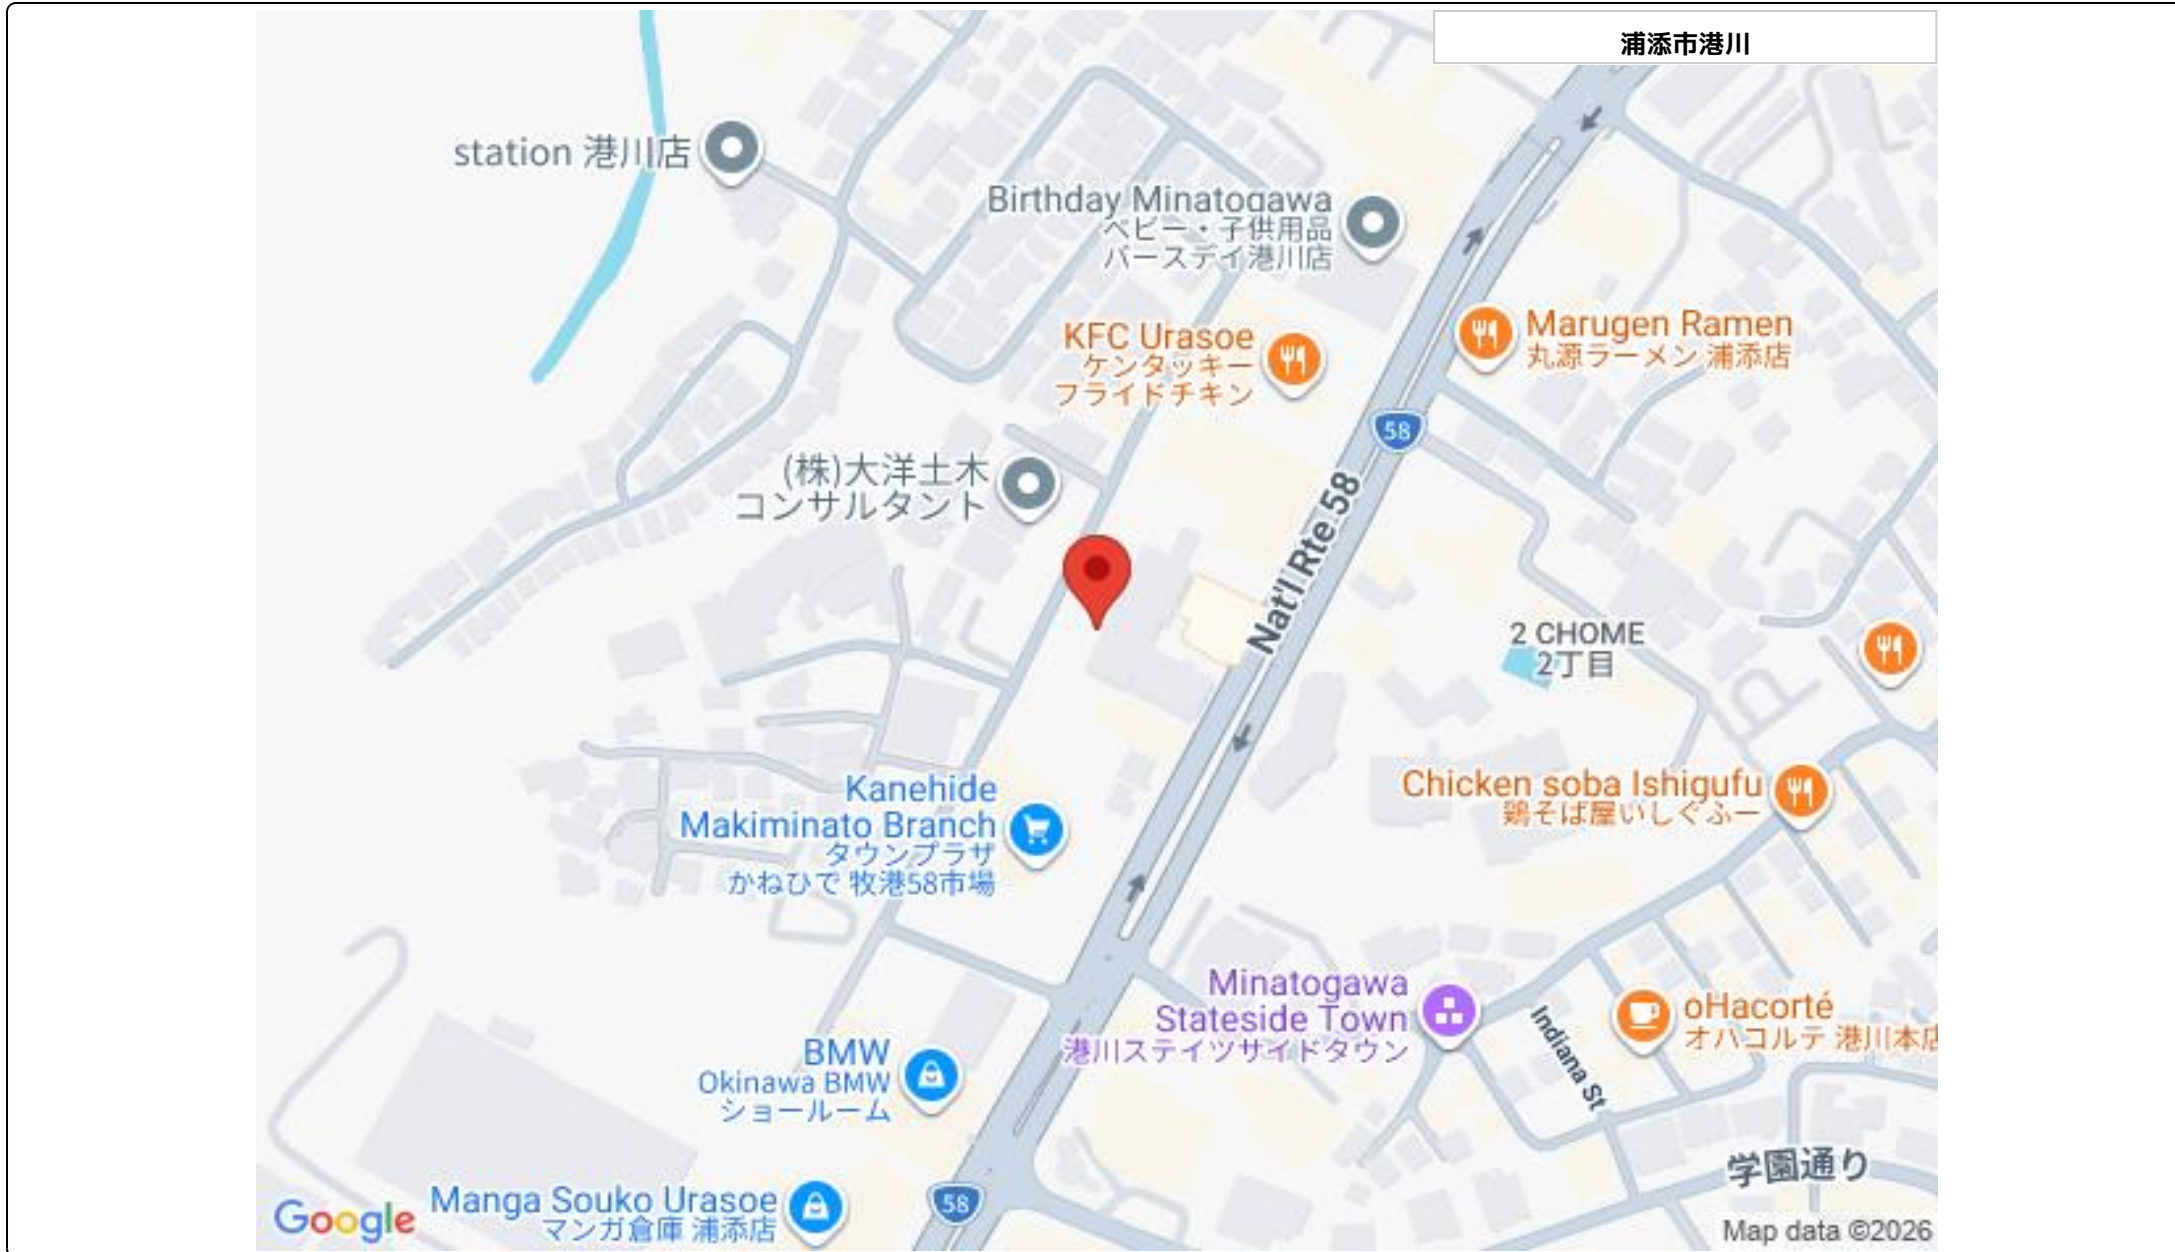 浦添市港川
station 港川店
Birthday Minatogawa
ベビー・子供用品
バースデイ港川店
KFC Urasoe
ケンタッキー
フライドチキン
Marugen Ramen
丸源ラーメン 浦添店
58
(株)大洋土木
コンサルタント
Nat'l Rte 58
2 CHOME
2丁目
Kanehide
Makiminato Branch
タウンプラザ
かねひで 牧港58市場
Chicken soba Ishigufu
鶏そば屋いしぐふー
Minatogawa
Stateside Town
港川ステイツサイドタウン
Indiana St
oHacorté
オハコルテ 港川本店
BMW
Okinawa BMW
ショールーム
学園通り
Manga Souko Urasoe
マンガ倉庫 浦添店
58
Google
Map data ©2026